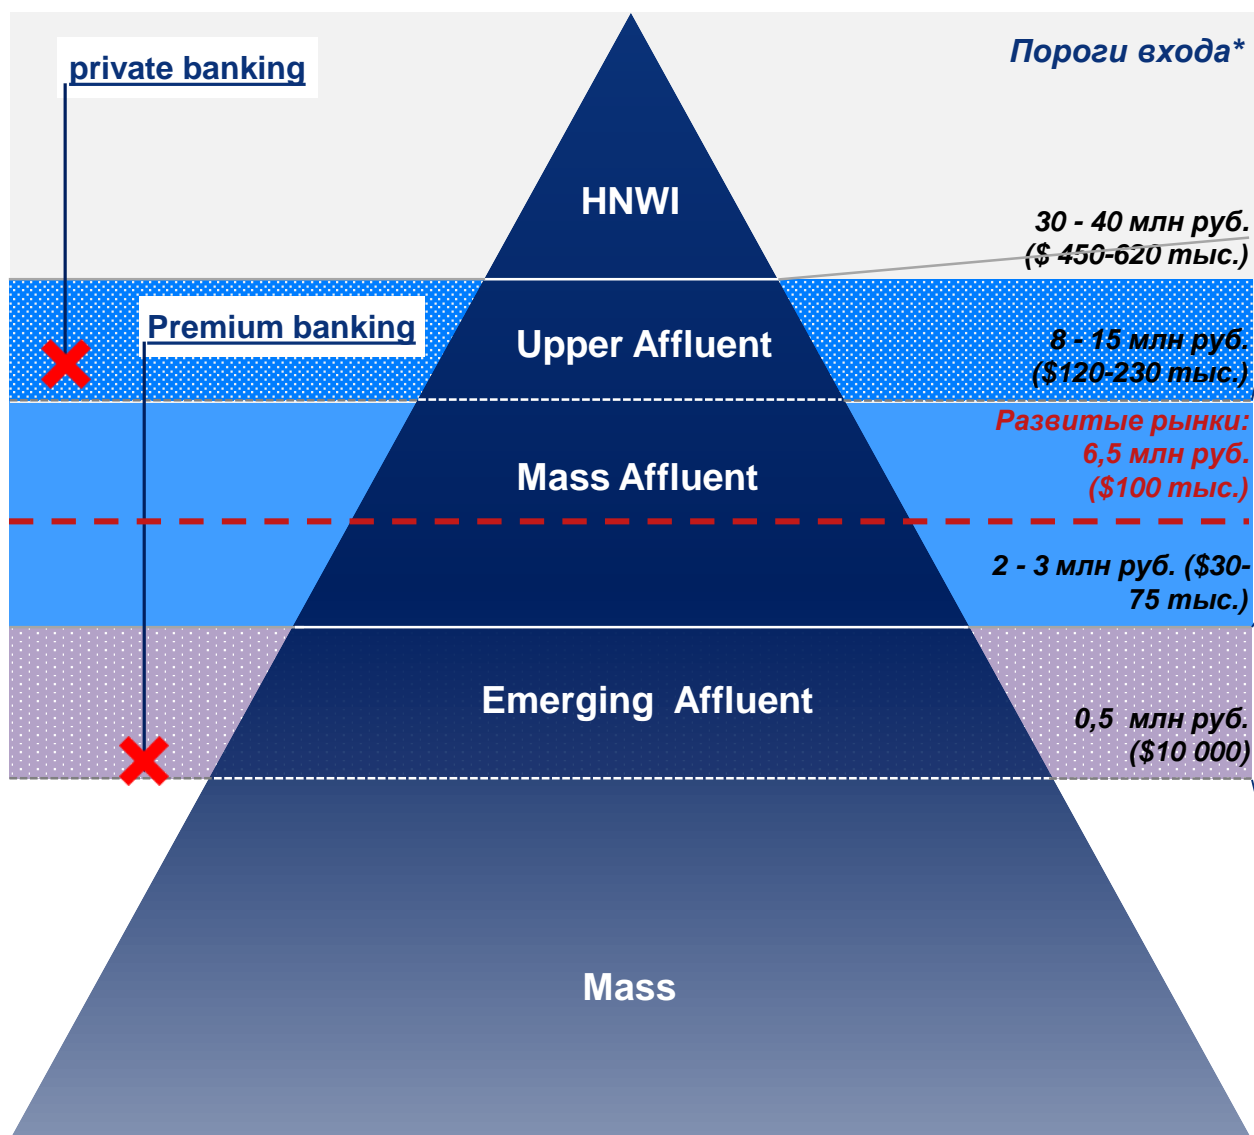 private banking
Пороги входа*
HNWI
30 - 40 млн руб.
($ 450-620 тыс.)
Premium banking
Upper Affluent
8 - 15 млн руб.
($120-230 тыс.)
Развитые рынки:
6,5 млн руб.
($100 тыс.)
Mass Affluent
2 - 3 млн руб. ($30-
75 тыс.)
Emerging Affluent
0,5 млн руб.
($10 000)
Mass